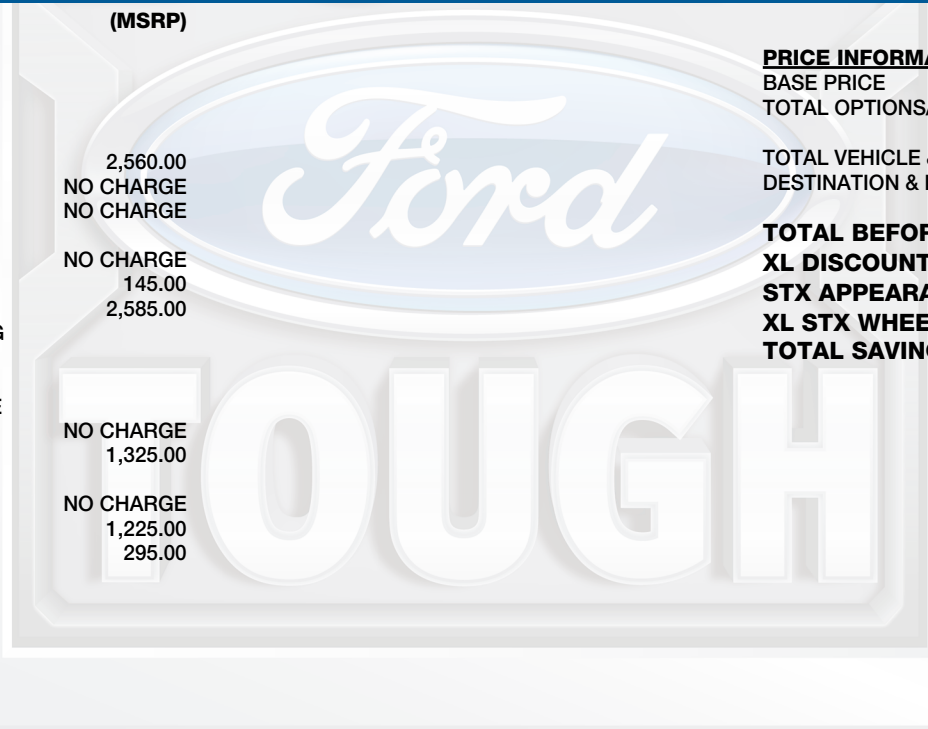 (MSRP)
2,560.00
NO CHARGE
NO CHARGE
NO CHARGE
145.00
2,585.00
NO CHARGE
1,325.00
NO CHARGE
1,225.00
295.00
Ford
TOUGH
PRICE INFORMA
BASE PRICE
TOTAL OPTIONS/
TOTAL VEHICLE &
DESTINATION &
TOTAL BEFOR
XL DISCOUNT
STX APPEARA
XL STX WHEE
TOTAL SAVING